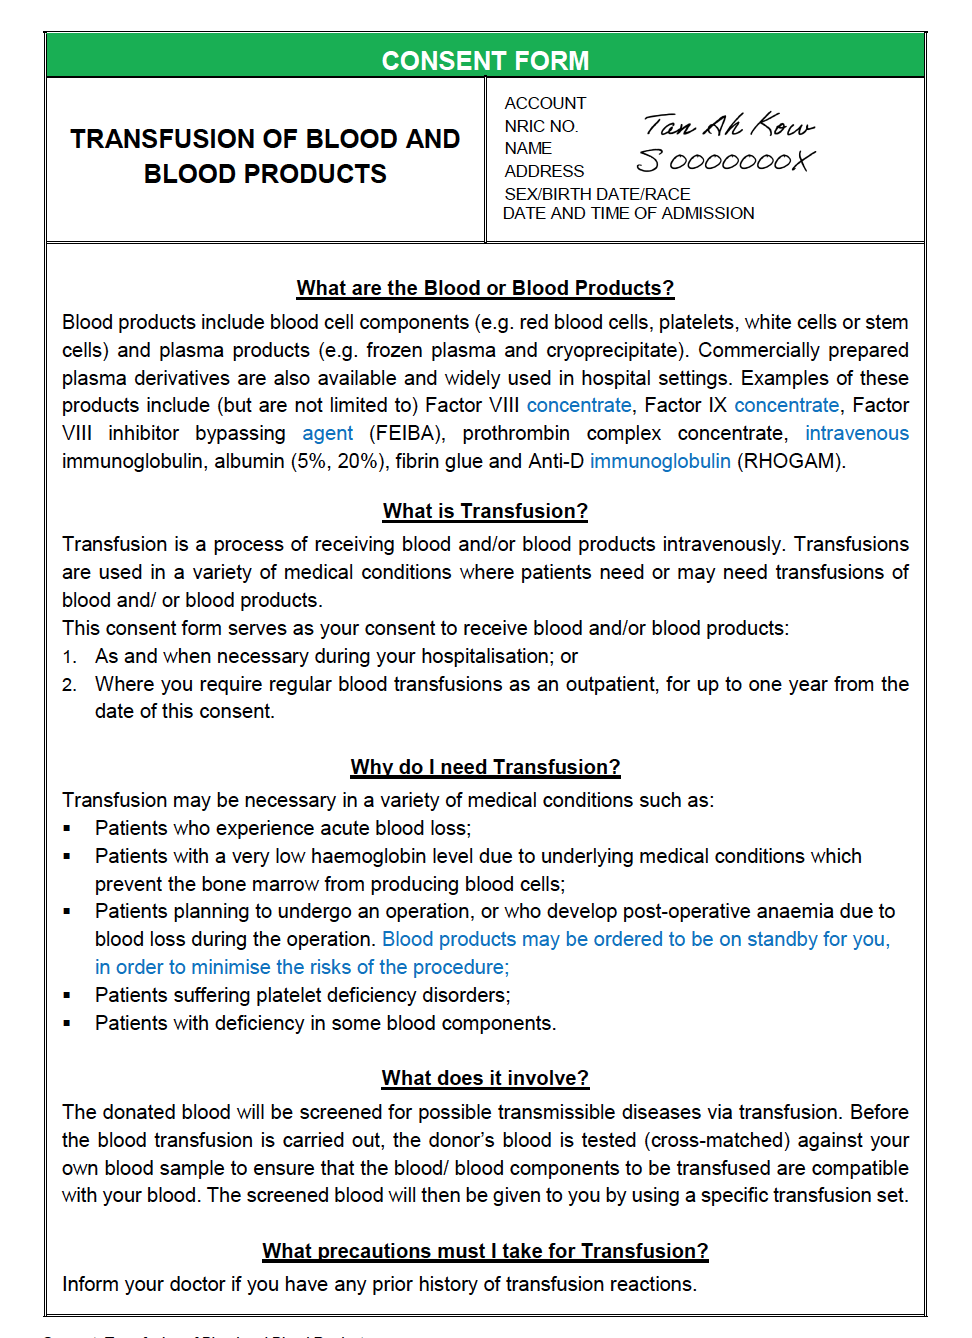 CONSENT FORM
TRANSFUSION OF BLOOD AND
BLOOD PRODUCTS
ACCOUNT
NRIC NO.
NAME
ADDRESS
SEX/BIRTH DATE/RACE
DATE AND TIME OF ADMISSION
Tan Ah Kow
S0000000X
What are the Blood or Blood Products?
Blood products include blood cell components (e.g. red blood cells, platelets, white cells or stem
cells) and plasma products (e.g. frozen plasma and cryoprecipitate). Commercially prepared
plasma derivatives are also available and widely used in hospital settings. Examples of these
products include (but are not limited to) Factor VIII concentrate, Factor IX concentrate, Factor
VIII inhibitor bypassing agent (FEIBA), prothrombin complex concentrate, intravenous
immunoglobulin, albumin (5%, 20%), fibrin glue and Anti-D immunoglobulin (RHOGAM).
What is Transfusion?
Transfusion is a process of receiving blood and/or blood products intravenously. Transfusions
are used in a variety of medical conditions where patients need or may need transfusions of
blood and/ or blood products.
This consent form serves as your consent to receive blood and/or blood products:
1. As and when necessary during your hospitalisation; or
2. Where you require regular blood transfusions as an outpatient, for up to one year from the
date of this consent.
Why do I need Transfusion?
Transfusion may be necessary in a variety of medical conditions such as:
▪ Patients who experience acute blood loss;
▪ Patients with a very low haemoglobin level due to underlying medical conditions which
prevent the bone marrow from producing blood cells;
▪ Patients planning to undergo an operation, or who develop post-operative anaemia due to
blood loss during the operation. Blood products may be ordered to be on standby for you,
in order to minimise the risks of the procedure;
▪ Patients suffering platelet deficiency disorders;
▪ Patients with deficiency in some blood components.
What does it involve?
The donated blood will be screened for possible transmissible diseases via transfusion. Before
the blood transfusion is carried out, the donor's blood is tested (cross-matched) against your
own blood sample to ensure that the blood/ blood components to be transfused are compatible
with your blood. The screened blood will then be given to you by using a specific transfusion set.
What precautions must I take for Transfusion?
Inform your doctor if you have any prior history of transfusion reactions.